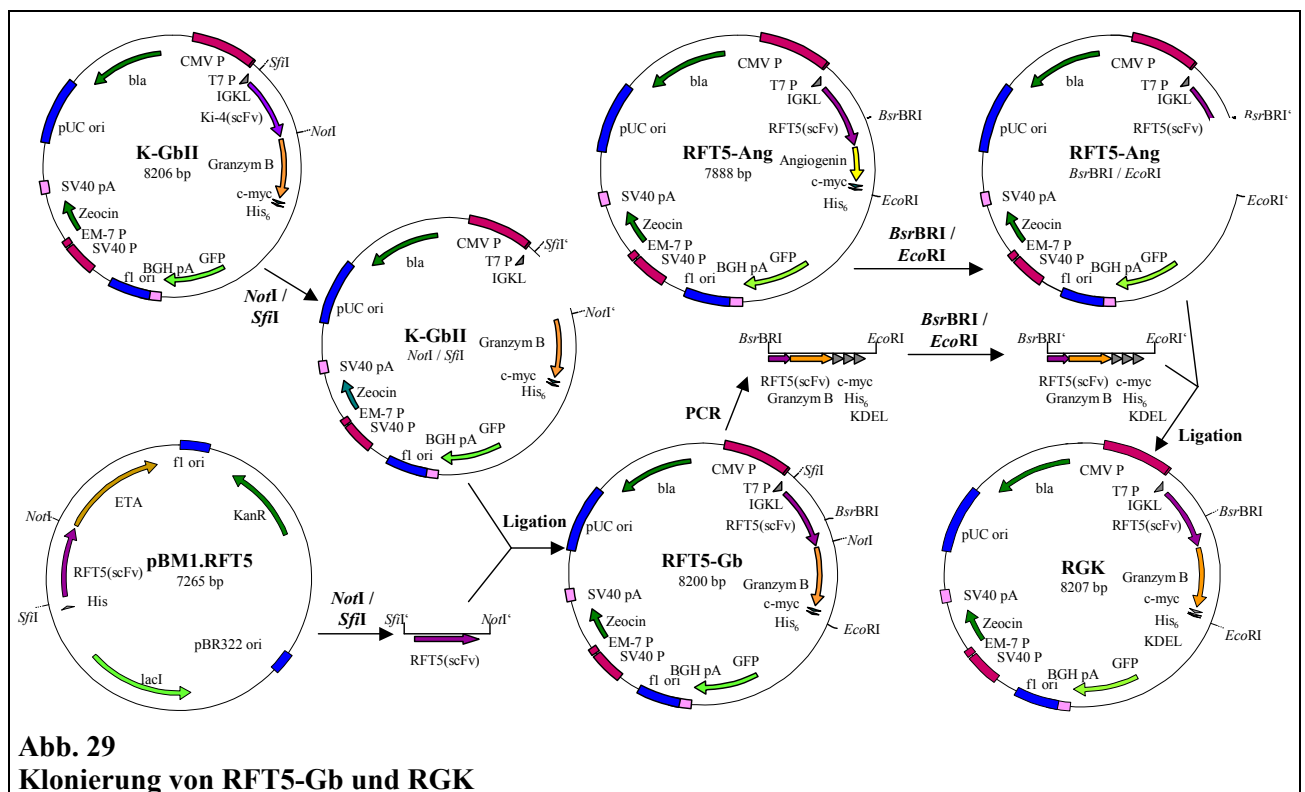 CMV P
SfiI
T7 P
IGKL
bla
Ki-4(scFv)
NotI
pUC ori
K-GbII
8206 bp
Granzym B
c-myc
His6
SV40 pA
Zeocin
EM-7 P
SV40 P
GFP
BGH pA
f1 ori
NotI /
SfiI
CMV P
SfiI‘
T7 P
IGKL
bla
pUC ori
NotI‘
K-GbII
NotI / SfiI
Granzym B
c-myc
His6
Zeocin
EM-7 P
SV40 P
GFP
BGH pA
f1 ori
CMV P
T7 P
IGKL
bla
BsrBRI
RFT5(scFv)
pUC ori
RFT5-Ang
7888 bp
Angiogenin
c-myc
His6
EcoRI
SV40 pA
Zeocin
EM-7 P
SV40 P
GFP
BGH pA
f1 ori
BsrBRI /
EcoRI
CMV P
T7 P
IGKL
bla
BsrBRI‘
RFT5(scFv)
pUC ori
RFT5-Ang
BsrBRI / EcoRI
EcoRI‘
SV40 pA
Zeocin
EM-7 P
SV40 P
GFP
BGH pA
f1 ori
BsrBRI
EcoRI
RFT5(scFv) c-myc
Granzym B His6
KDEL
BsrBRI /
EcoRI
BsrBRI‘
EcoRI‘
RFT5(scFv) c-myc
Granzym B His6
KDEL
PCR
Ligation
f1 ori
ETA
KanR
NotI
pBM1.RFT5
7265 bp
RFT5(scFv)
His
SfiI
pBR322 ori
lacI
NotI /
SfiI
SfiI‘
NotI‘
RFT5(scFv)
Ligation
CMV P
SfiI
T7 P
IGKL
bla
BsrBRI
RFT5(scFv)
pUC ori
NotI
RFT5-Gb
8200 bp
Granzym B
c-myc
His6
EcoRI
SV40 pA
Zeocin
EM-7 P
SV40 P
GFP
BGH pA
f1 ori
CMV P
T7 P
IGKL
bla
BsrBRI
RFT5(scFv)
pUC ori
RGK
8207 bp
Granzym B
c-myc
His6
KDEL
EcoRI
SV40 pA
Zeocin
EM-7 P
SV40 P
GFP
BGH pA
f1 ori
Abb. 29
Klonierung von RFT5-Gb und RGK